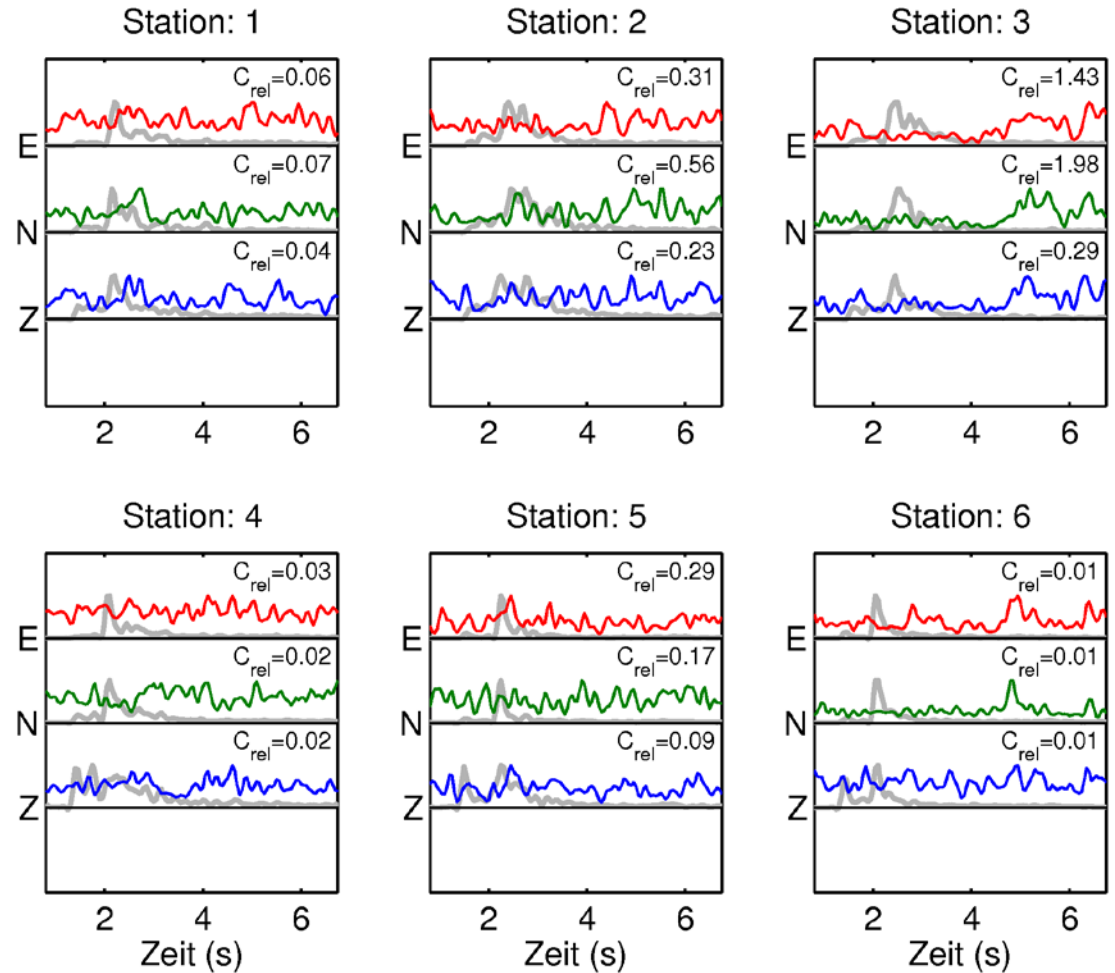 Station: 1
C_rel=0.06
E
C_rel=0.07
N
C_rel=0.04
Z
2 4 6
Station: 2
C_rel=0.31
E
C_rel=0.56
N
C_rel=0.23
Z
2 4 6
Station: 3
C_rel=1.43
E
C_rel=1.98
N
C_rel=0.29
Z
2 4 6
Station: 4
C_rel=0.03
E
C_rel=0.02
N
C_rel=0.02
Z
2 4 6
Zeit (s)
Station: 5
C_rel=0.29
E
C_rel=0.17
N
C_rel=0.09
Z
2 4 6
Zeit (s)
Station: 6
C_rel=0.01
E
C_rel=0.01
N
C_rel=0.01
Z
2 4 6
Zeit (s)